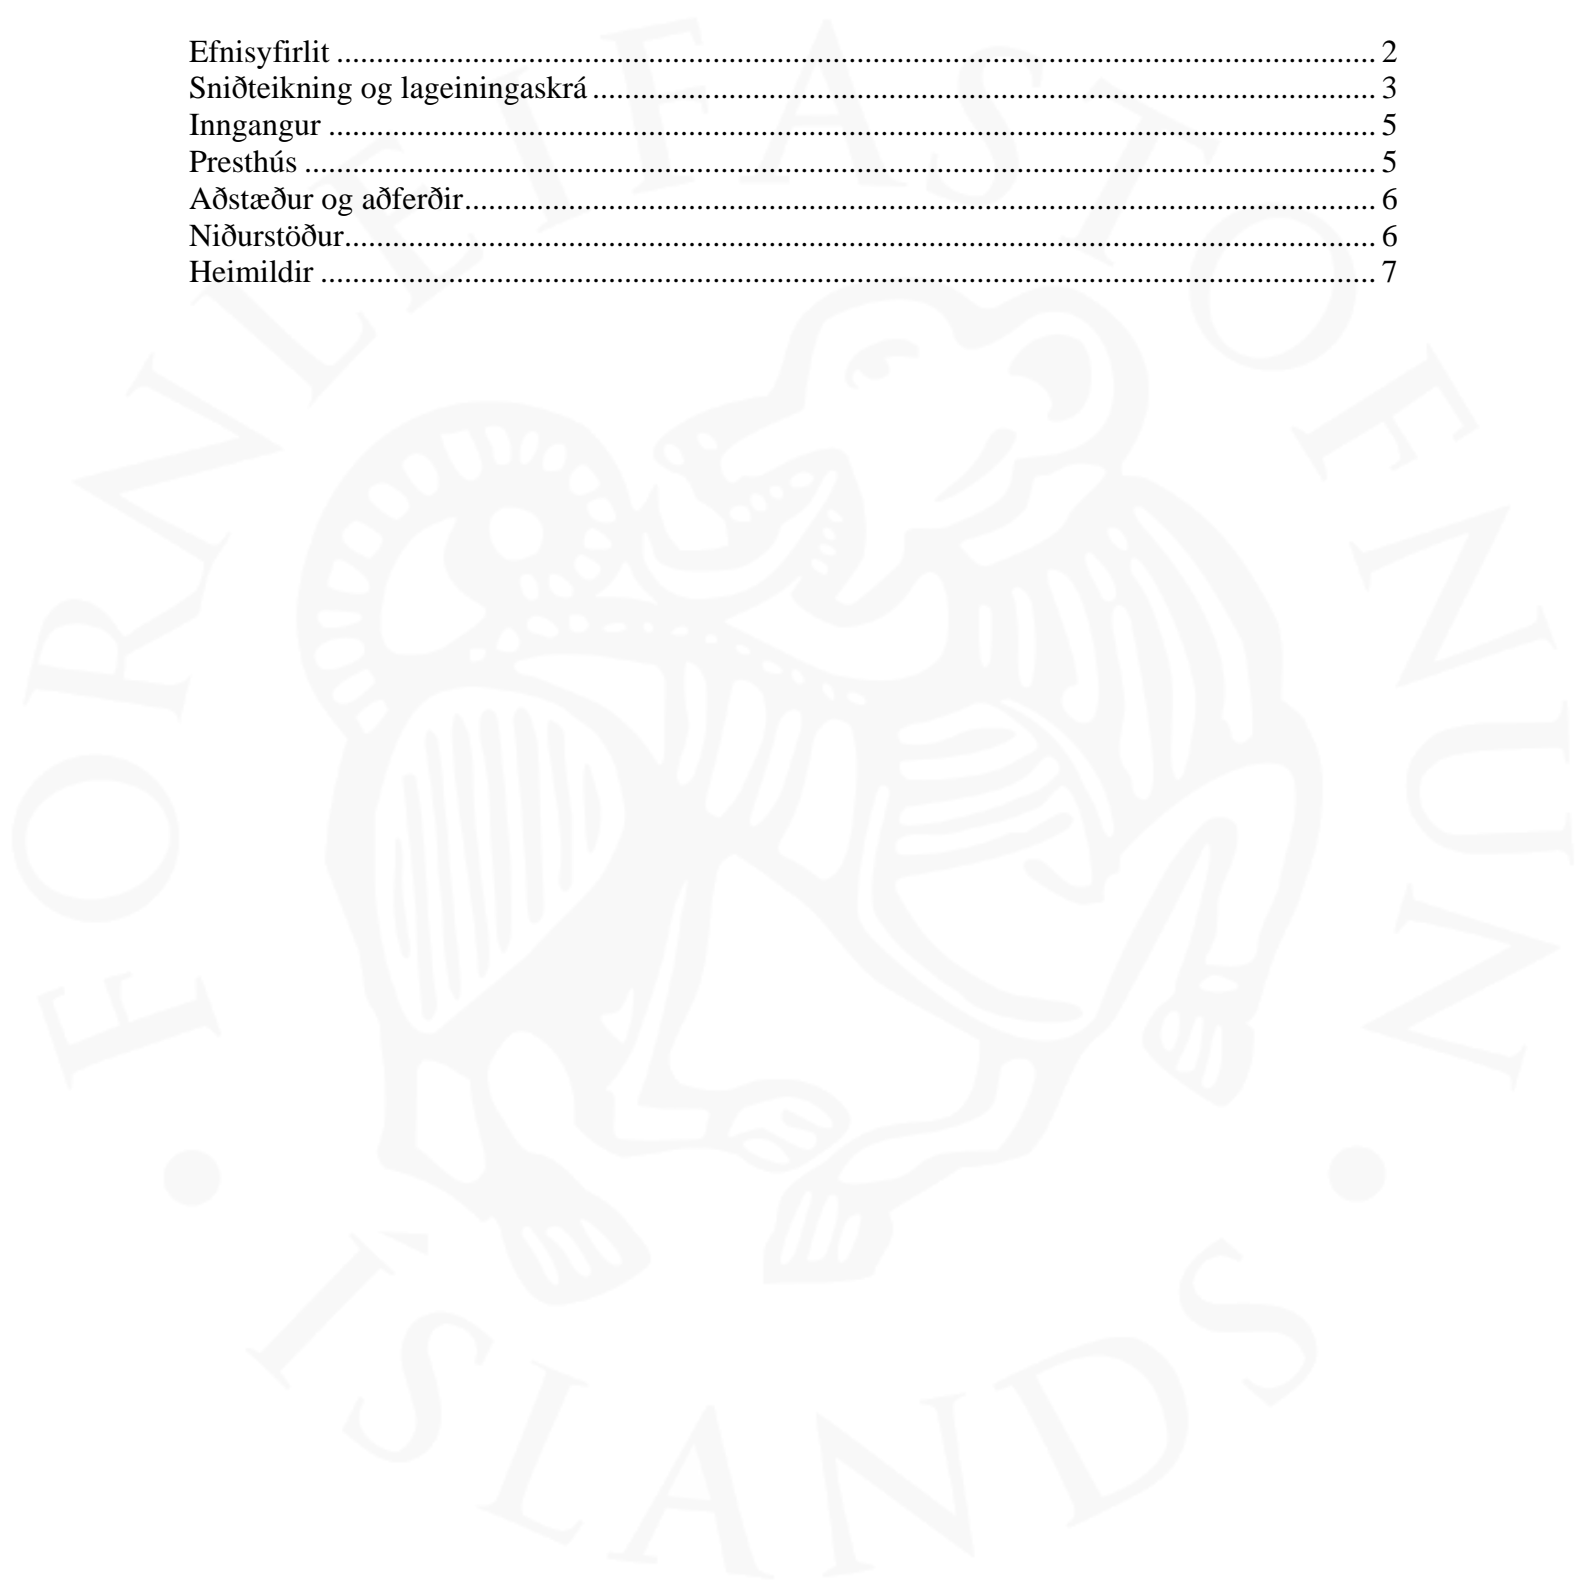 Efnisyfirlit ........................................................................................................................................ 2
Sniðteikning og lageiningaskrá ........................................................................................................ 3
Inngangur ......................................................................................................................................... 5
Presthús ............................................................................................................................................ 5
Aðstæður og aðferðir........................................................................................................................ 6
Niðurstöður....................................................................................................................................... 6
Heimildir .......................................................................................................................................... 7
FORNLEIFASTOFNUN
• ÍSLANDS •